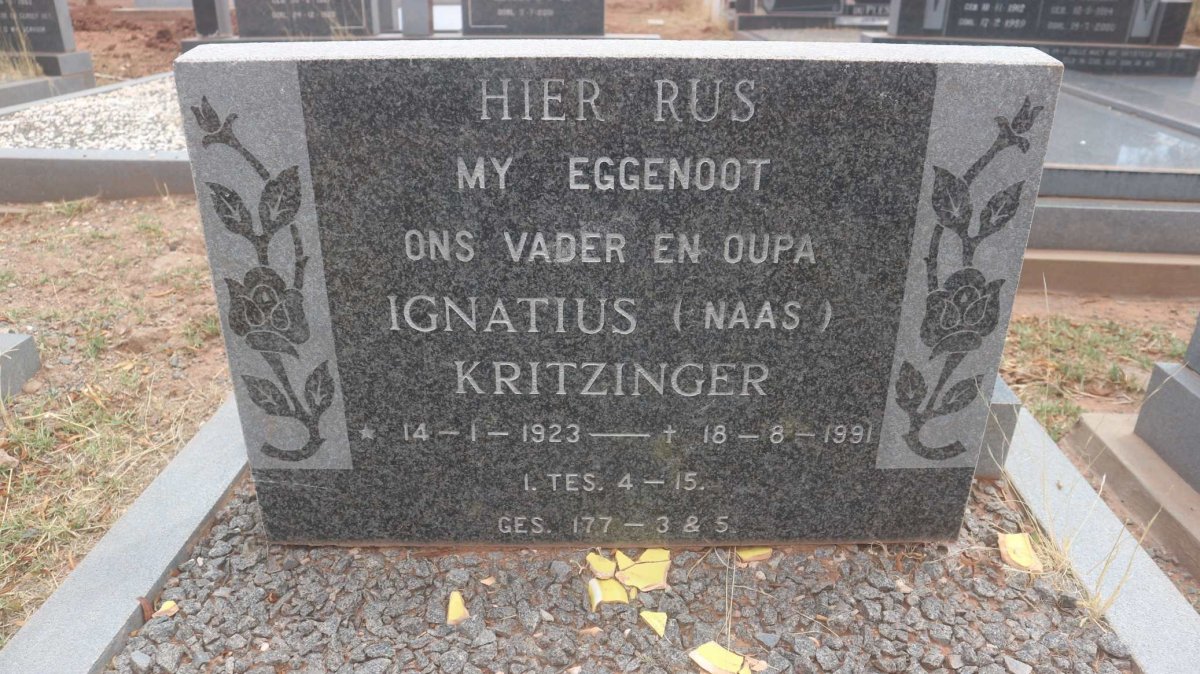 HIER RUS
MY EGGENOOT
ONS VADER EN OUPA
IGNATIUS (NAAS)
KRITZINGER
* 14-1-1923 — † 18-8-1991
1. TES. 4-15.
GES. 177-3 & 5.